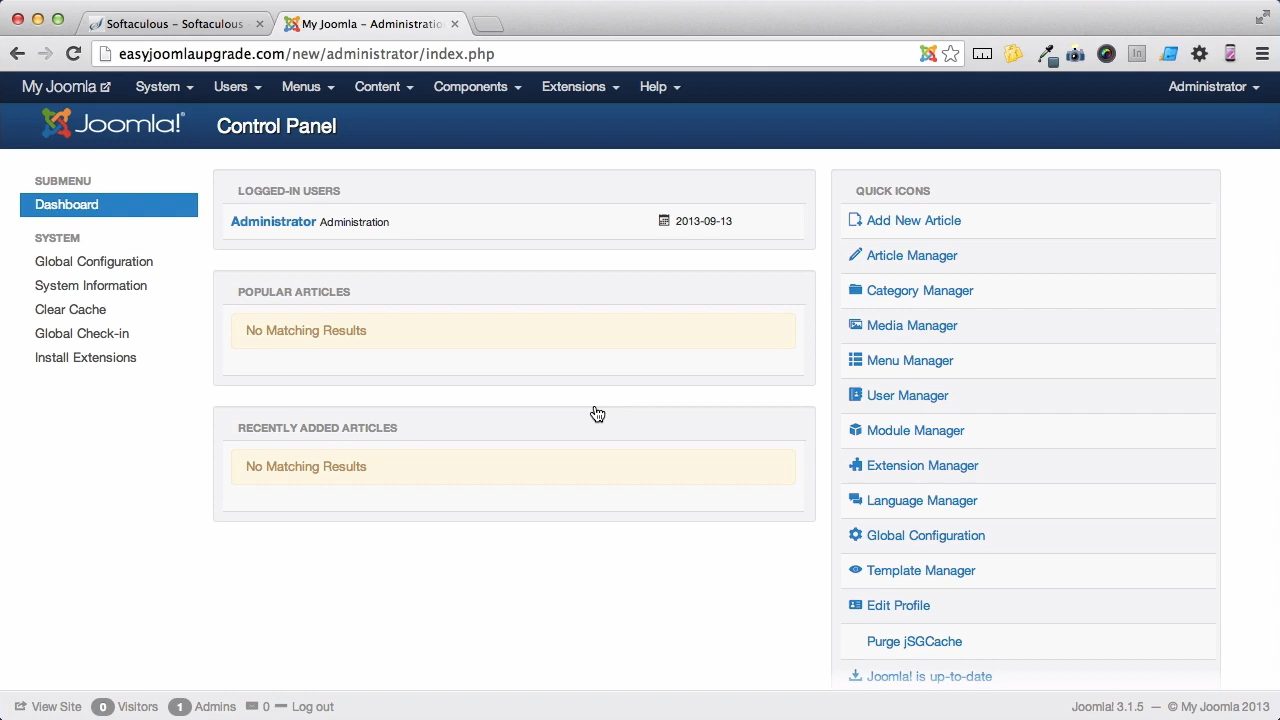 Softaculous - Softaculous
My Joomla - Administratio
easyjoomlaupgrade.com/new/administrator/index.php
My Joomla System Users Menus Content Components Extensions Help Administrator
Joomla!® Control Panel
SUBMENU
Dashboard
SYSTEM
Global Configuration
System Information
Clear Cache
Global Check-in
Install Extensions
LOGGED-IN USERS
Administrator Administration 2013-09-13
POPULAR ARTICLES
No Matching Results
RECENTLY ADDED ARTICLES
No Matching Results
QUICK ICONS
Add New Article
Article Manager
Category Manager
Media Manager
Menu Manager
User Manager
Module Manager
Extension Manager
Language Manager
Global Configuration
Template Manager
Edit Profile
Purge jSGCache
Joomla! is up-to-date
View Site 0 Visitors 1 Admins 0 Log out Joomla! 3.1.5 — © My Joomla 2013